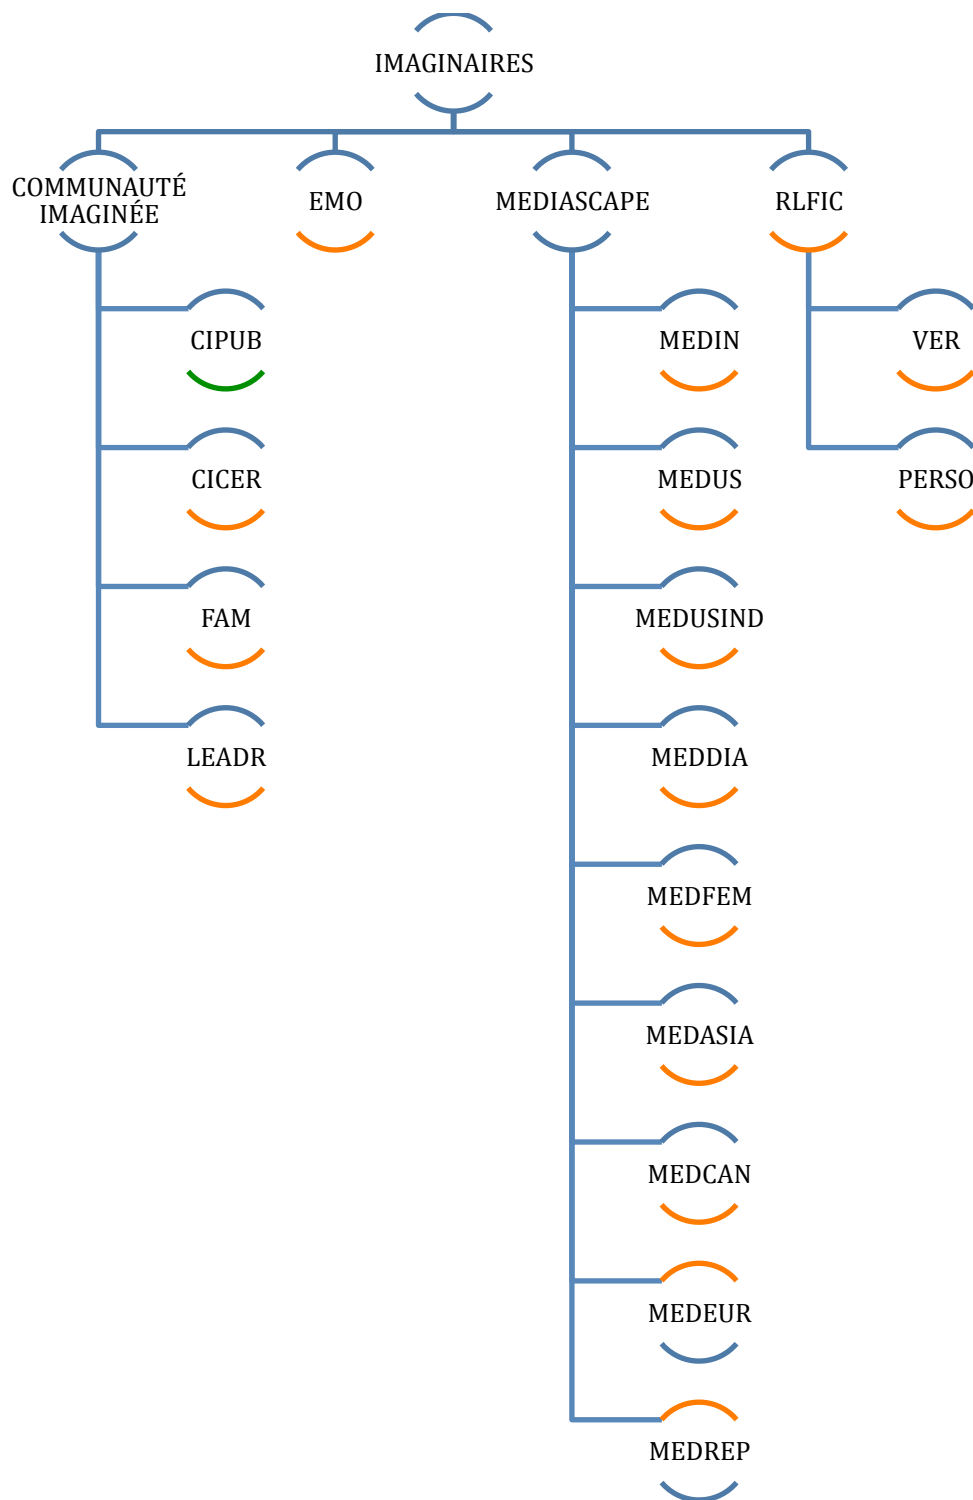 IMAGINAIRES
COMMUNAUTÉ
IMAGINÉE
EMO
MEDIASCAPE
RLFIC
CIPUB
MEDIN
VER
CICER
MEDUS
PERSO
FAM
MEDUSIND
LEADR
MEDDIA
MEDFEM
MEDASIA
MEDCAN
MEDEUR
MEDREP